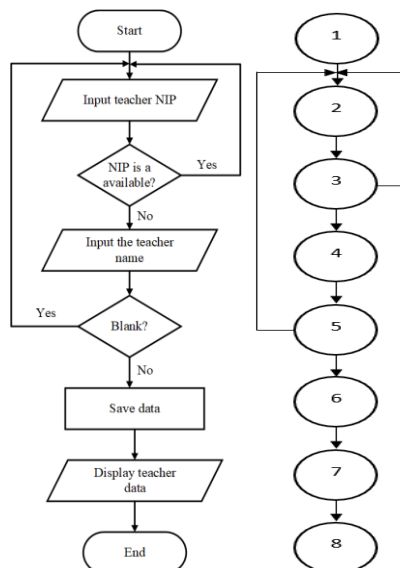 Start
Input teacher NIP
NIP is a
available?
Yes
No
Input the teacher
name
Yes
Blank?
No
Save data
Display teacher
data
End
1
2
3
4
5
6
7
8